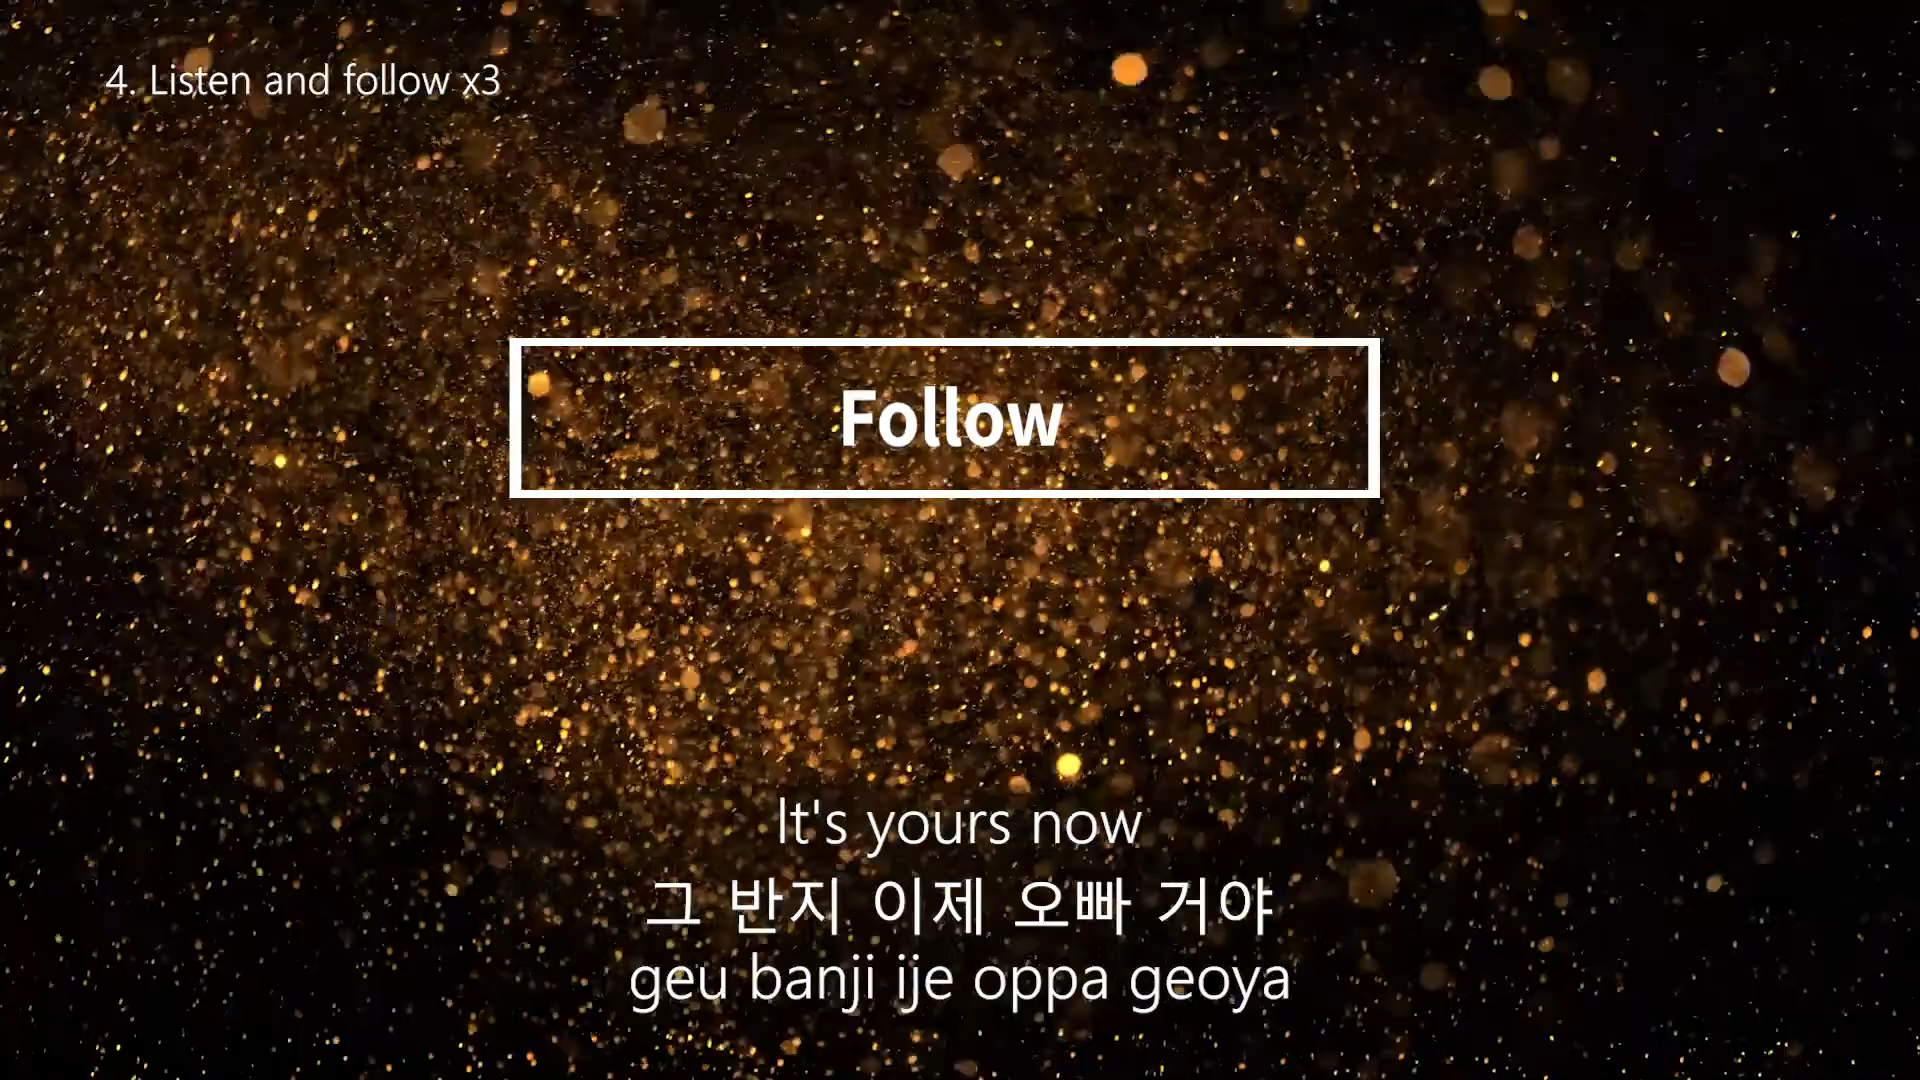 4. Listen and follow x3
Follow
It's yours now
그 반지 이제 오빠 거야
geu banji ije oppa geoya